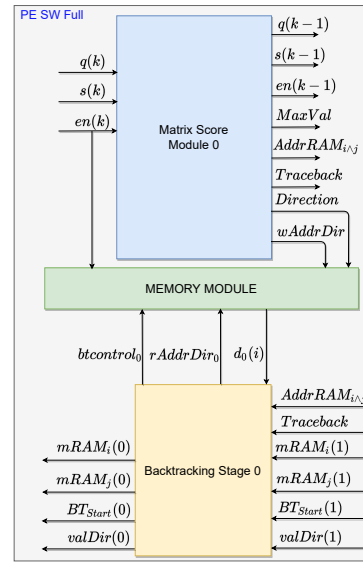 PE SW Full
q(k)
s(k)
en(k)
Matrix Score
Module 0
q(k−1)
s(k−1)
en(k−1)
MaxVal
AddrRAM_{i∧j}
Traceback
Direction
wAddrDir
MEMORY MODULE
btcontrol_0 rAddrDir_0 d_0(i)
Backtracking Stage 0
mRAM_i(0)
mRAM_j(0)
BT_{Start}(0)
valDir(0)
AddrRAM_{i∧j}
Traceback
mRAM_i(1)
mRAM_j(1)
BT_{Start}(1)
valDir(1)